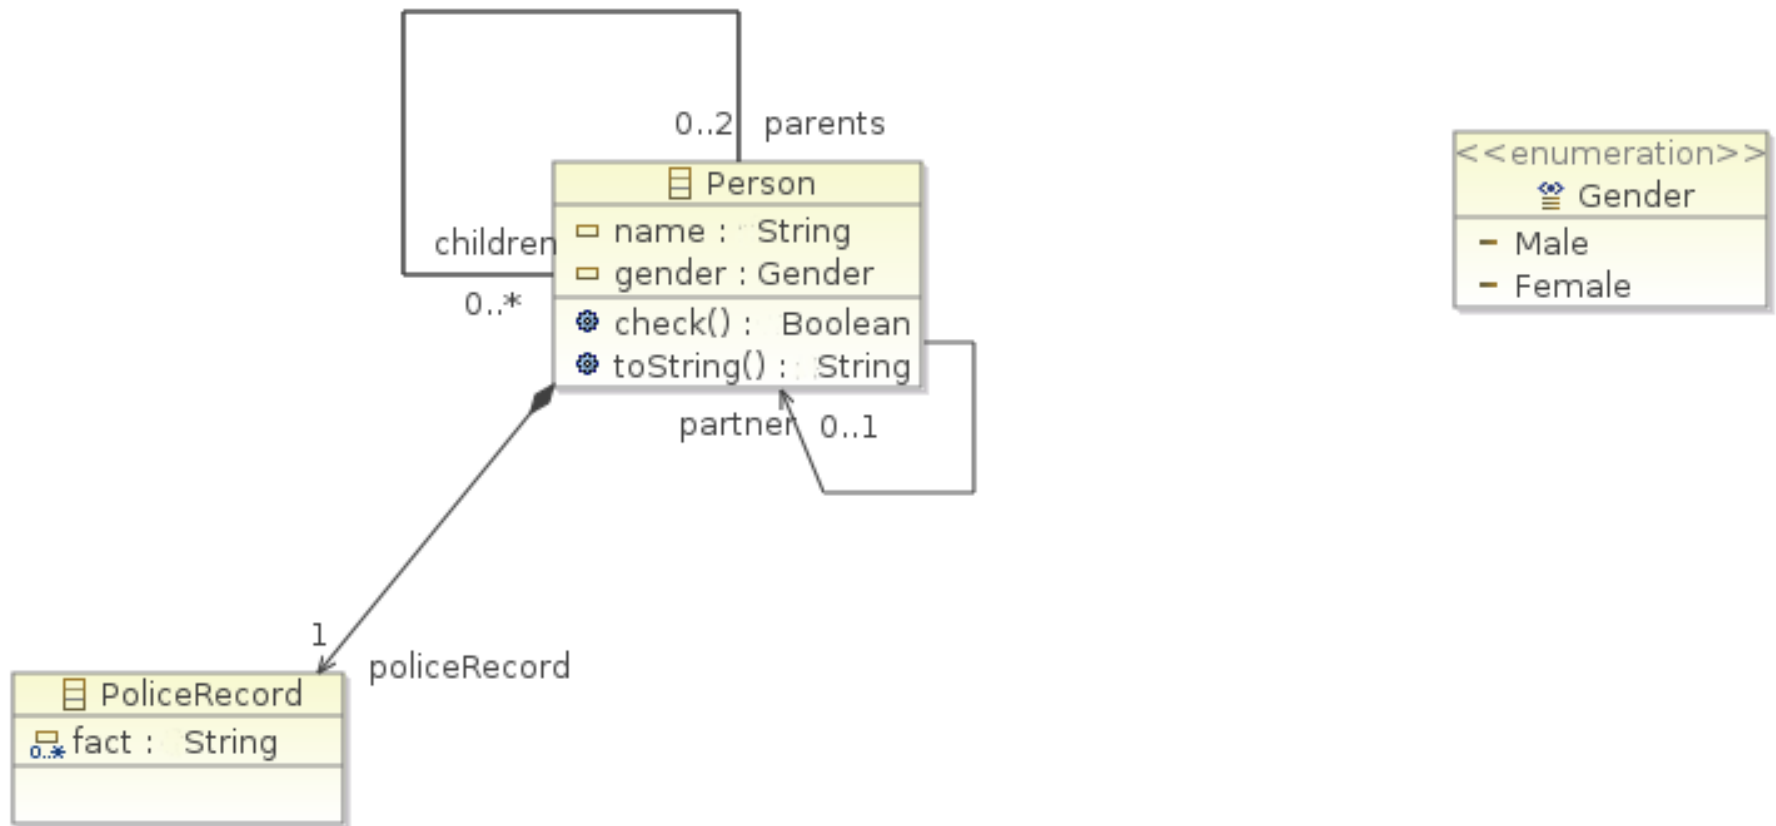 0..2 parents
Person
<<enumeration>>
Gender
name : String
children
gender : Gender
Male
0..*
Female
check() : Boolean
toString() : String
partner 0..1
1
policeRecord
PoliceRecord
0..* fact : String